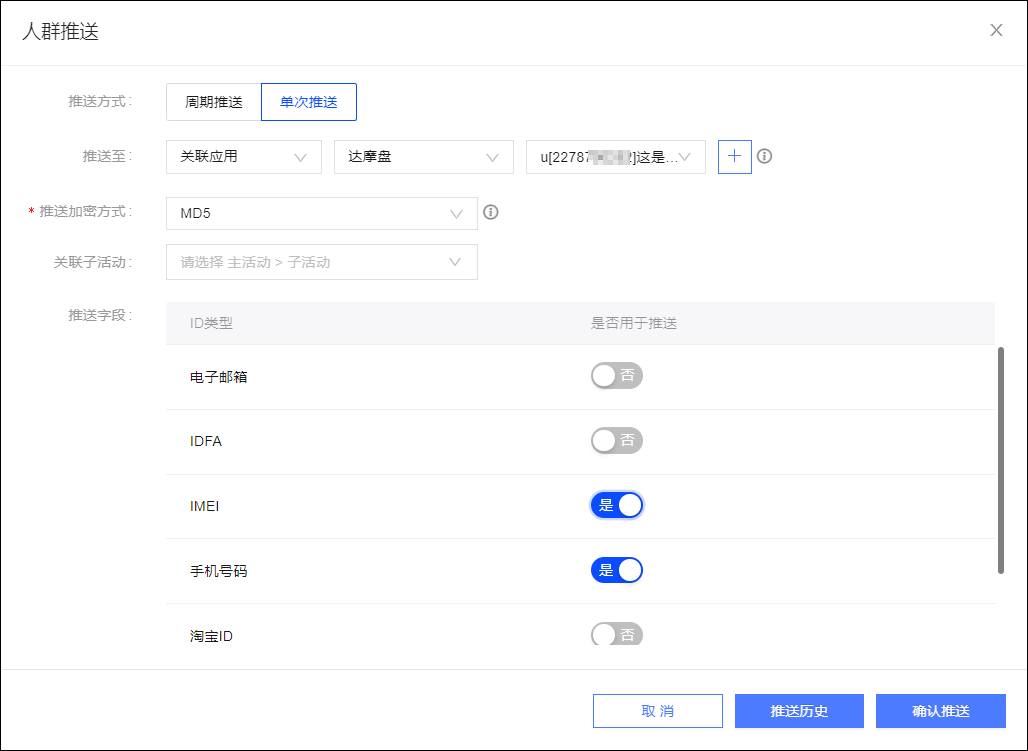 人群推送
推送方式:
周期推送
单次推送
推送至:
关联应用
达摩盘
u[2278 2]这是...
* 推送加密方式:
MD5
关联子活动:
请选择 主活动 > 子活动
推送字段:
ID类型
是否用于推送
电子邮箱
否
IDFA
否
IMEI
是
手机号码
是
淘宝ID
否
取 消
推送历史
确认推送